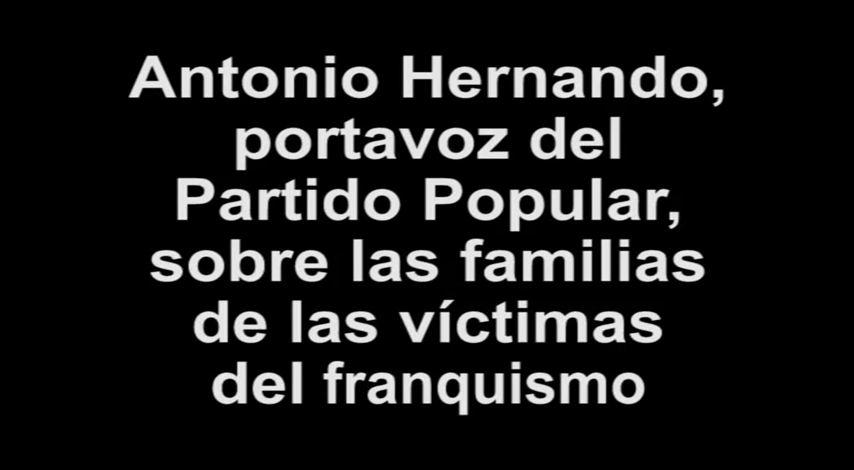 Antonio Hernando,
portavoz del
Partido Popular,
sobre las familias
de las víctimas
del franquismo